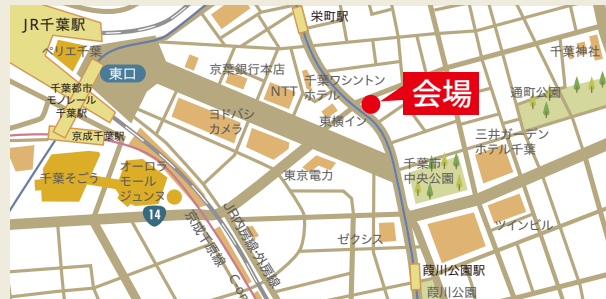 JR千葉駅
栄町駅
ペリエ千葉
千葉神社
東口
京葉銀行本店
千葉ワシントン
ホテル
NTT
会場
通町公園
千葉都市
モノレール
千葉駅
ヨドバシ
カメラ
東横イン
京成千葉駅
三井ガーデン
ホテル千葉
千葉そごう
オーロラ
モール
ジュンヌ
東京電力
千葉市
中央公園
14
JR内房線・外房線
京成千原線
ゼクシス
ツインビル
葭川公園駅
葭川公園